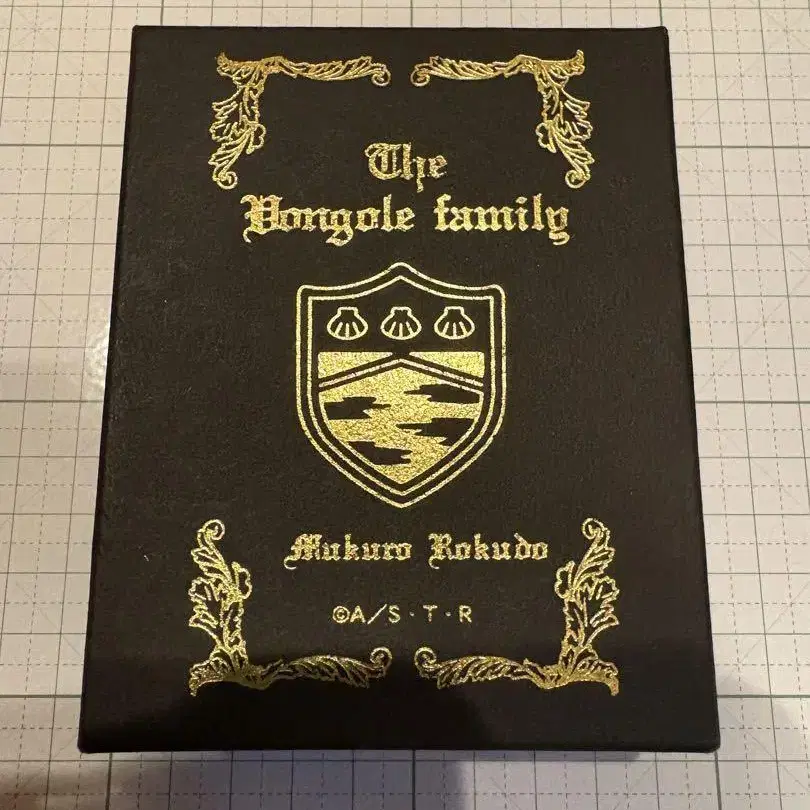 The
Vongole family
Mukuro Rokudo
©A/S・T・R